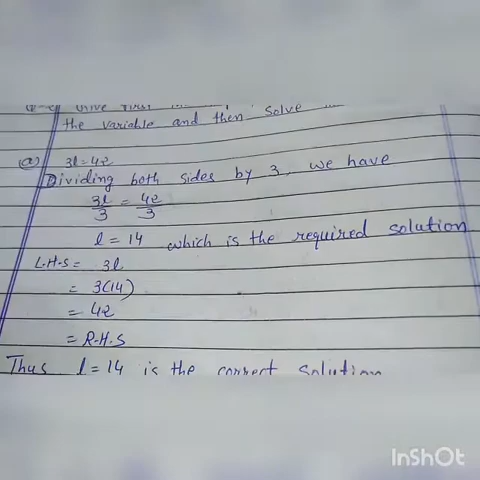 the variable and then solve
(a) 3l=42
Dividing both sides by 3, we have
3l/3 = 42/3
l = 14 which is the required solution
L.H.S = 3l
= 3(14)
= 42
= R.H.S
Thus l = 14 is the correct solution
InShOt